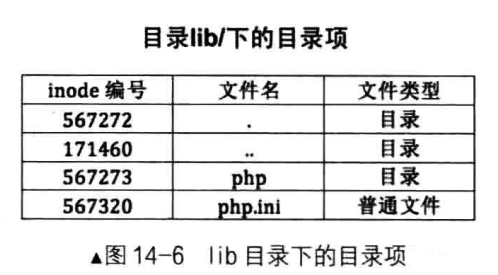 目录lib/下的目录项
inode 编号 文件名 文件类型
567272 . 目录
171460 .. 目录
567273 php 目录
567320 php.ini 普通文件
▲图 14-6 lib 目录下的目录项